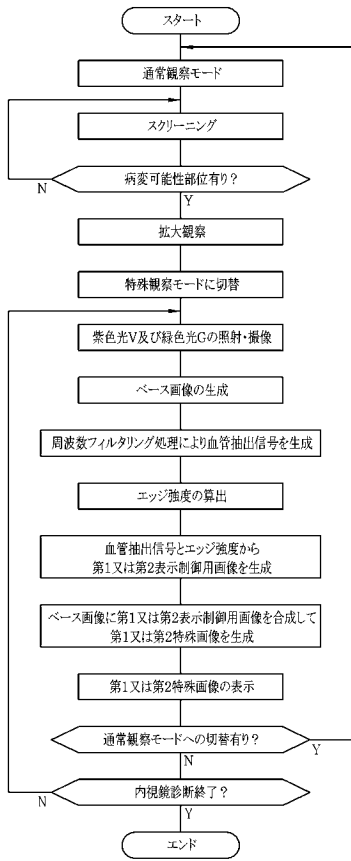 スタート
通常観察モード
スクリーニング
病変可能性部位有り?
N
Y
拡大観察
特殊観察モードに切替
紫色光V及び緑色光Gの照射・撮像
ベース画像の生成
周波数フィルタリング処理により血管抽出信号を生成
エッジ強度の算出
血管抽出信号とエッジ強度から
第1又は第2表示制御用画像を生成
ベース画像に第1又は第2表示制御用画像を合成して
第1又は第2特殊画像を生成
第1又は第2特殊画像の表示
通常観察モードへの切替有り?
Y
N
内視鏡診断終了?
N
Y
エンド